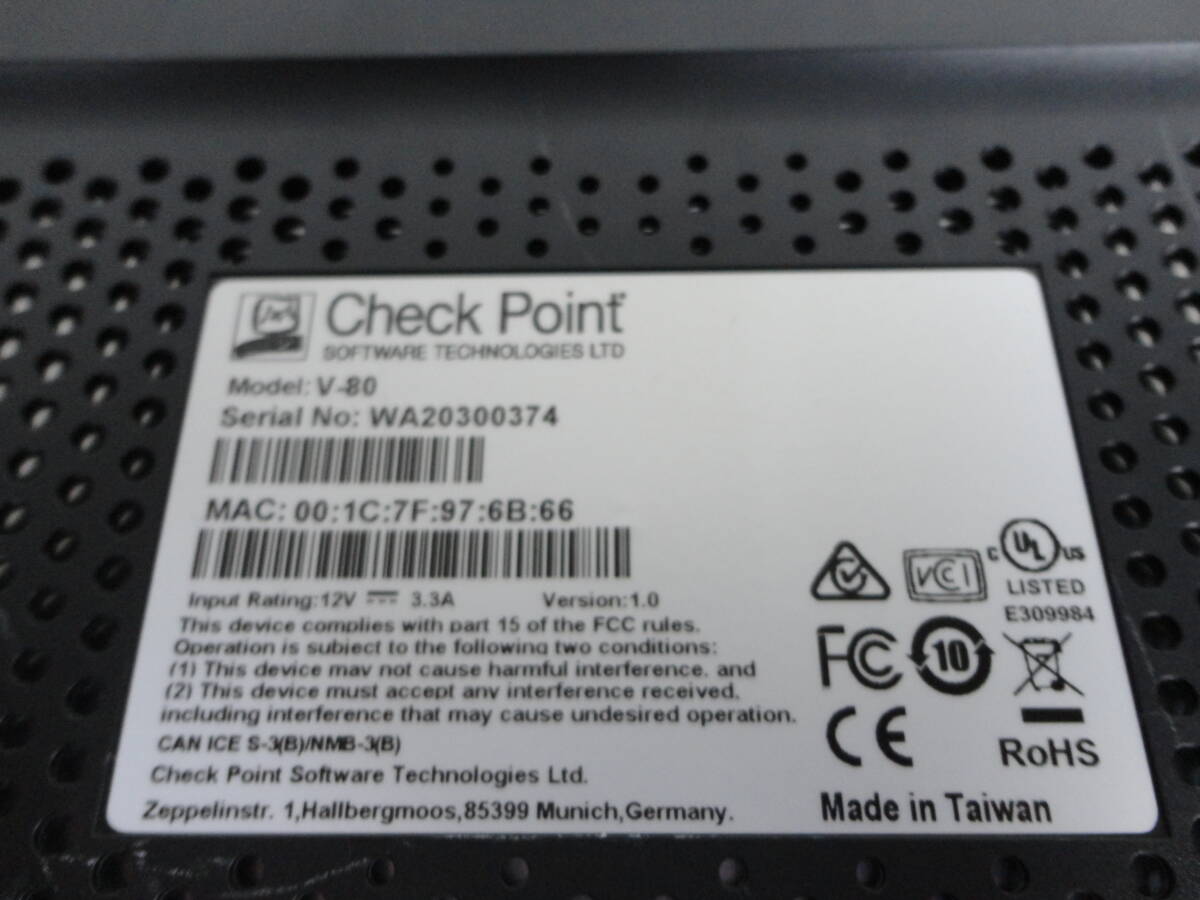 Check Point
SOFTWARE TECHNOLOGIES LTD
Model: V-80
Serial No: WA20300374
MAC: 00:1C:7F:97:6B:66
Input Rating:12V 3.3A Version:1.0
This device complies with part 15 of the FCC rules.
Operation is subject to the following two conditions:
(1) This device may not cause harmful interference, and
(2) This device must accept any interference received,
including interference that may cause undesired operation.
CAN ICE S-3(B)/NMB-3(B)
Check Point Software Technologies Ltd.
Zeppelinstr. 1,Hallbergmoos,85399 Munich,Germany.
VCI
C UL US
LISTED
E309984
FC
10
CE
RoHS
Made in Taiwan